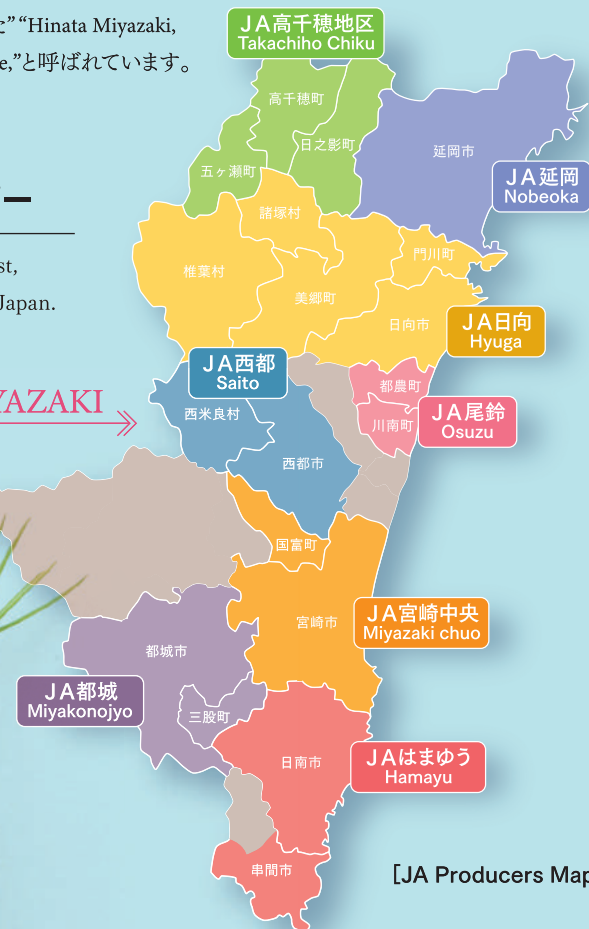 ” “Hinata Miyazaki,
e,”と呼ばれています。
JA高千穂地区
Takachiho Chiku
高千穂町
日之影町
延岡市
五ヶ瀬町
JA延岡
Nobeoka
諸塚村
門川町
椎葉村
美郷町
日向市
st,
Japan.
JA日向
Hyuga
JA西都
Saito
都農町
YAZAKI
西米良村
川南町
JA尾鈴
Osuzu
西都市
国富町
宮崎市
JA宮崎中央
Miyazaki chuo
都城市
JA都城
Miyakonojyo
三股町
日南市
JAはまゆう
Hamayu
串間市
[JA Producers Map